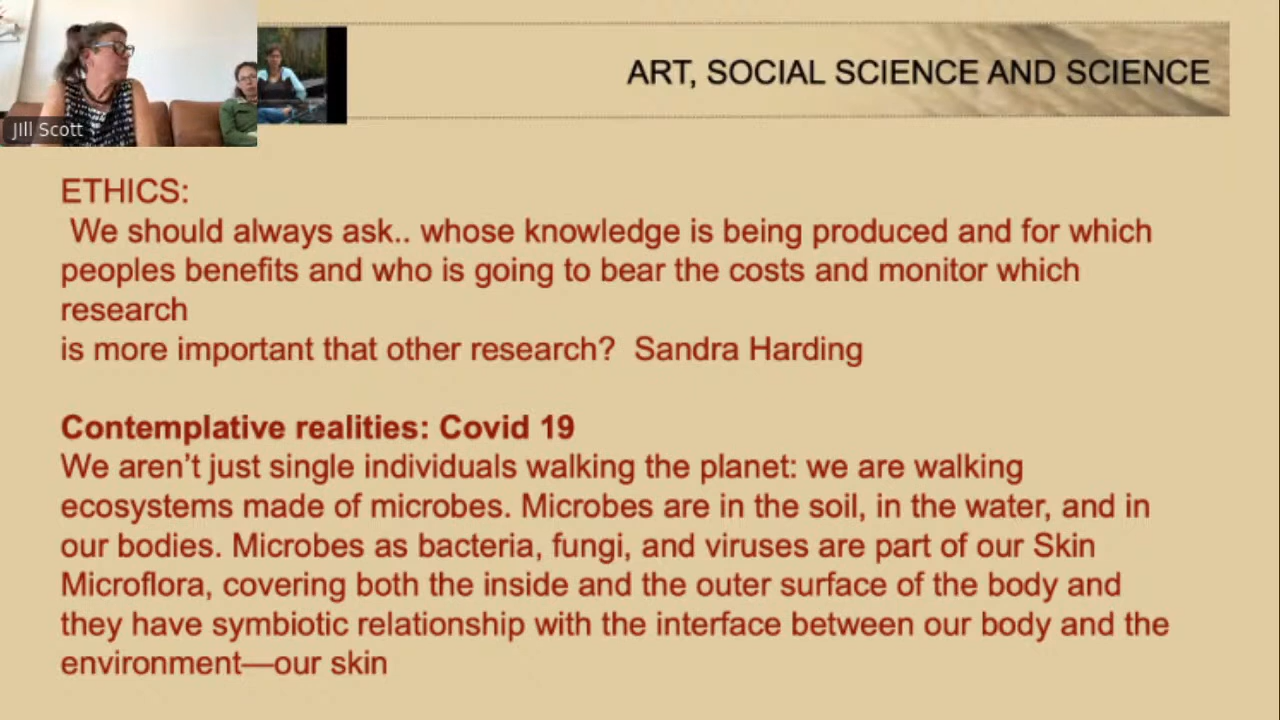 JIll Scott
ART, SOCIAL SCIENCE AND SCIENCE
ETHICS:
We should always ask.. whose knowledge is being produced and for which
peoples benefits and who is going to bear the costs and monitor which
research
is more important that other research?  Sandra Harding
Contemplative realities: Covid 19
We aren’t just single individuals walking the planet: we are walking
ecosystems made of microbes. Microbes are in the soil, in the water, and in
our bodies. Microbes as bacteria, fungi, and viruses are part of our Skin
Microflora, covering both the inside and the outer surface of the body and
they have symbiotic relationship with the interface between our body and the
environment—our skin